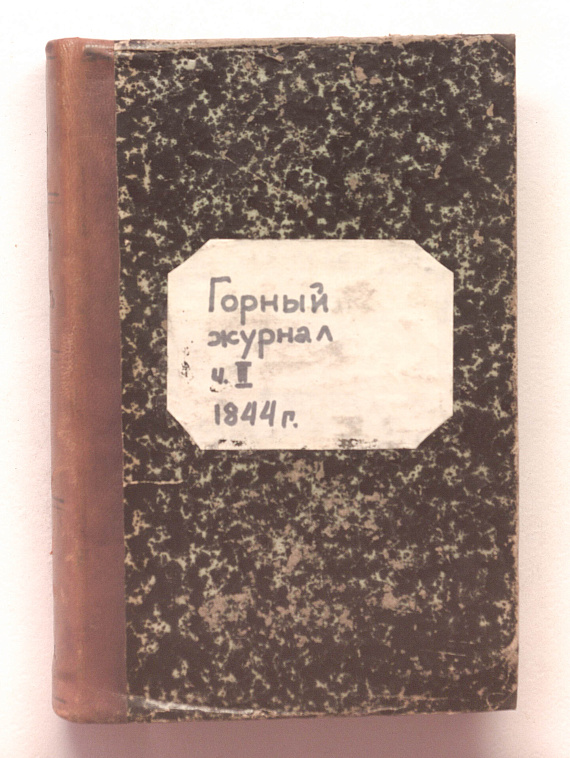 Горный
журнал
ч. II
1844 г.